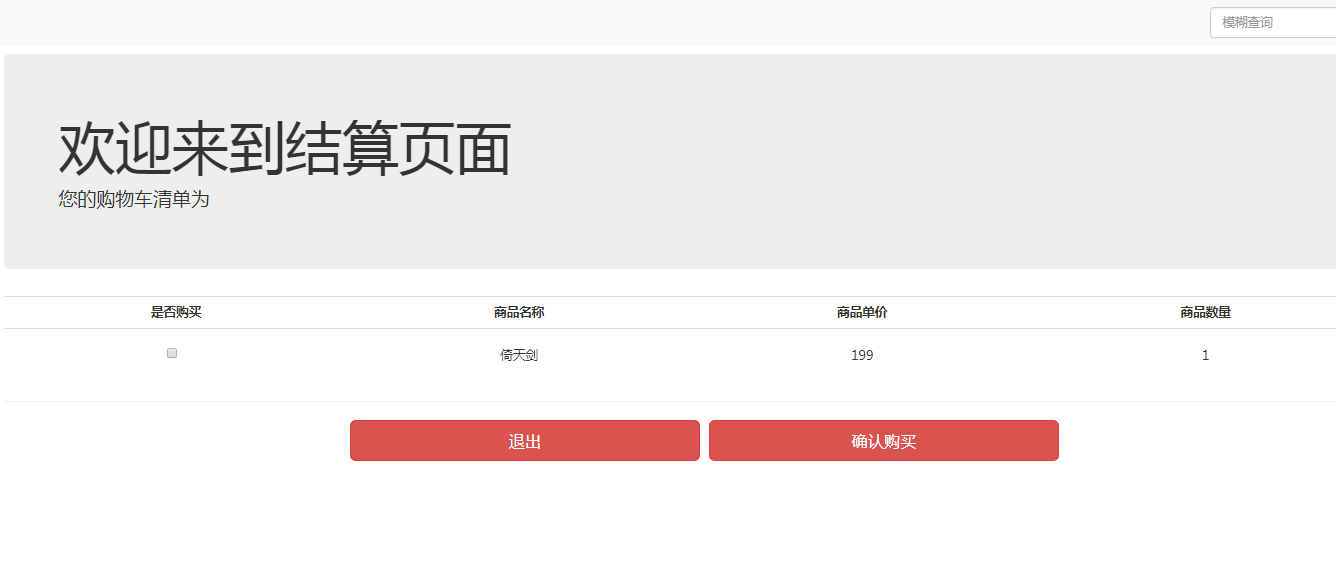 模糊查询
欢迎来到结算页面
您的购物车清单为
是否购买 商品名称 商品单价 商品数量
倚天剑 199 1
退出 确认购买